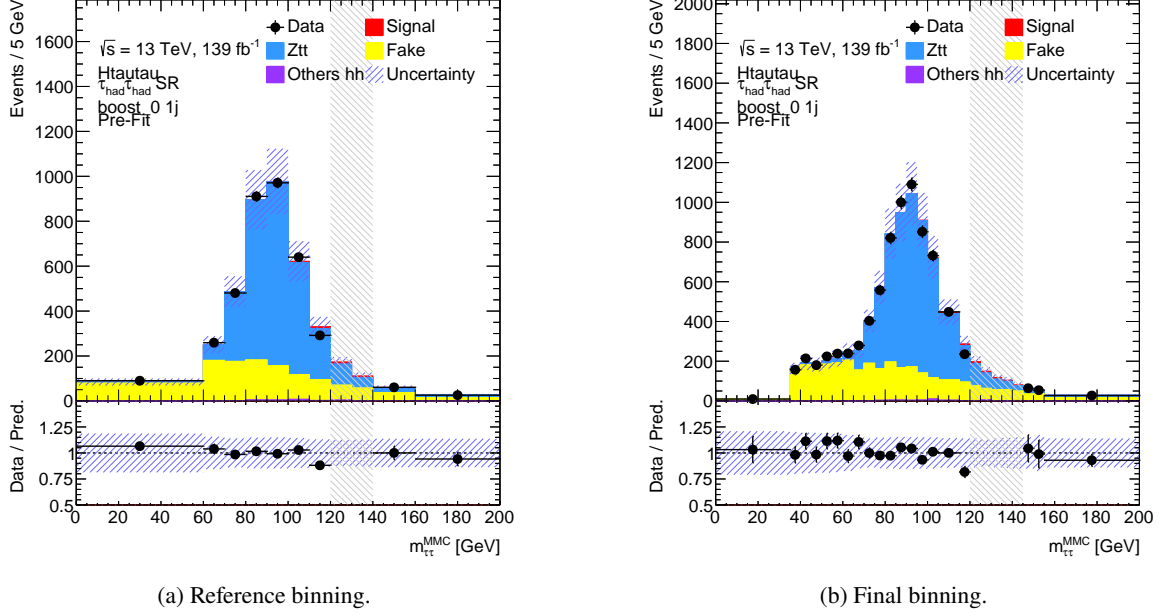 Events / 5 GeV
1600
1400
1200
1000
800
600
400
200
0
√s = 13 TeV, 139 fb⁻¹
Htautau
τhadτhad SR
boost_0 1j
Pre-Fit
Data
Ztt
Others hh
Signal
Fake
Uncertainty
Data / Pred.
1.25
1
0.75
0.5
0 20 40 60 80 100 120 140 160 180 200
m_ττ^MMC [GeV]
(a) Reference binning.
Events / 5 GeV
2000
1800
1600
1400
1200
1000
800
600
400
200
0
√s = 13 TeV, 139 fb⁻¹
Htautau
τhadτhad SR
boost_0 1j
Pre-Fit
Data
Ztt
Others hh
Signal
Fake
Uncertainty
Data / Pred.
1.25
1
0.75
0.5
0 20 40 60 80 100 120 140 160 180 200
m_ττ^MMC [GeV]
(b) Final binning.